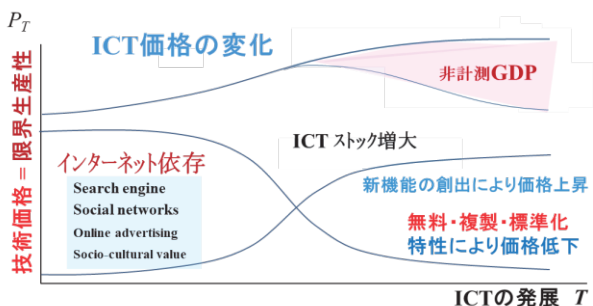 P_T
ICT価格の変化
非計測GDP
技術価格 = 限界生産性
ICT ストック増大
インターネット依存
Search engine
Social networks
Online advertising
Socio-cultural value
新機能の創出により価格上昇
無料・複製・標準化
特性により価格低下
ICTの発展 T